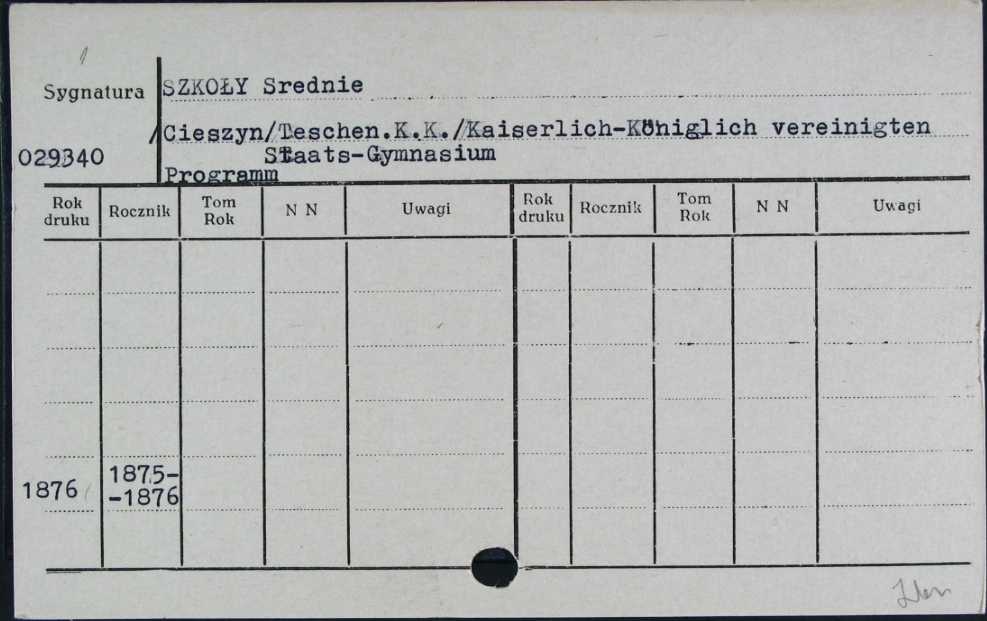 Sygnatura
SZKOŁY Srednie
/Cieszyn/Teschen.K.K./Kaiserlich-Königlich vereinigten
029340
Staats-Gymnasium
Programm
Rok druku Rocznik Tom Rok N N Uwagi Rok druku Rocznik Tom Rok N N Uwagi
1876 1875-
-1876